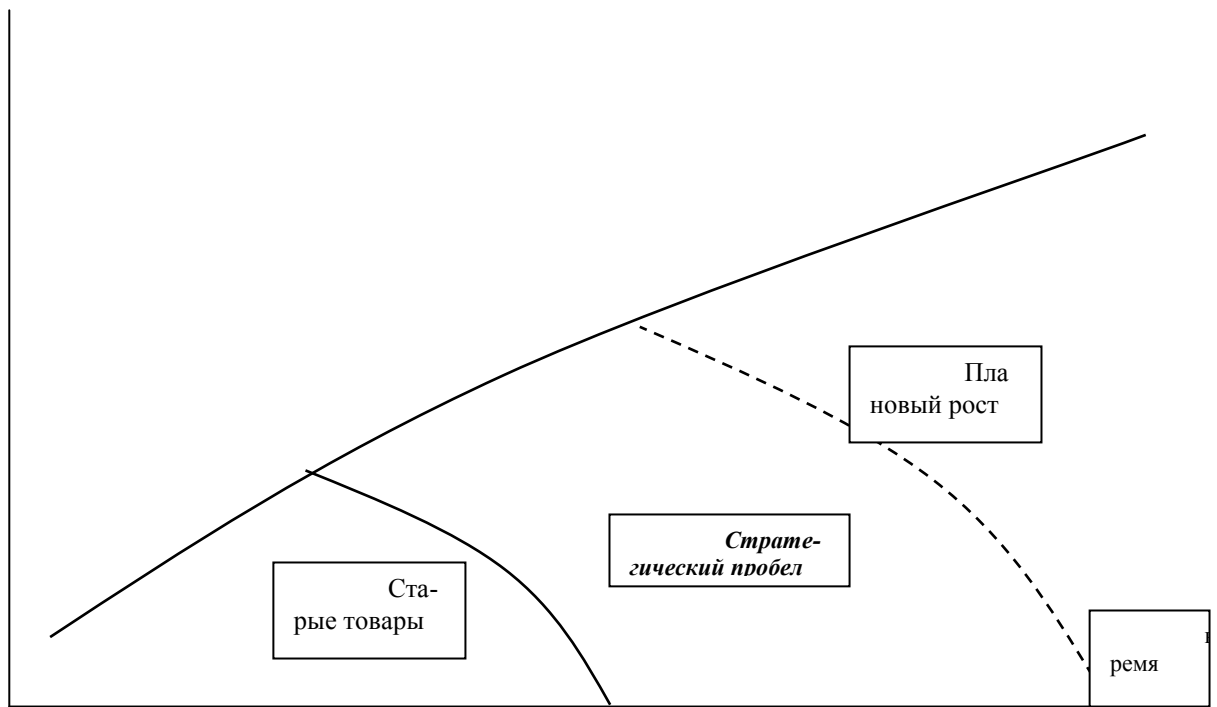 Пла
новый рост
Страте-
гический пробел
Ста-
рые товары
ремя